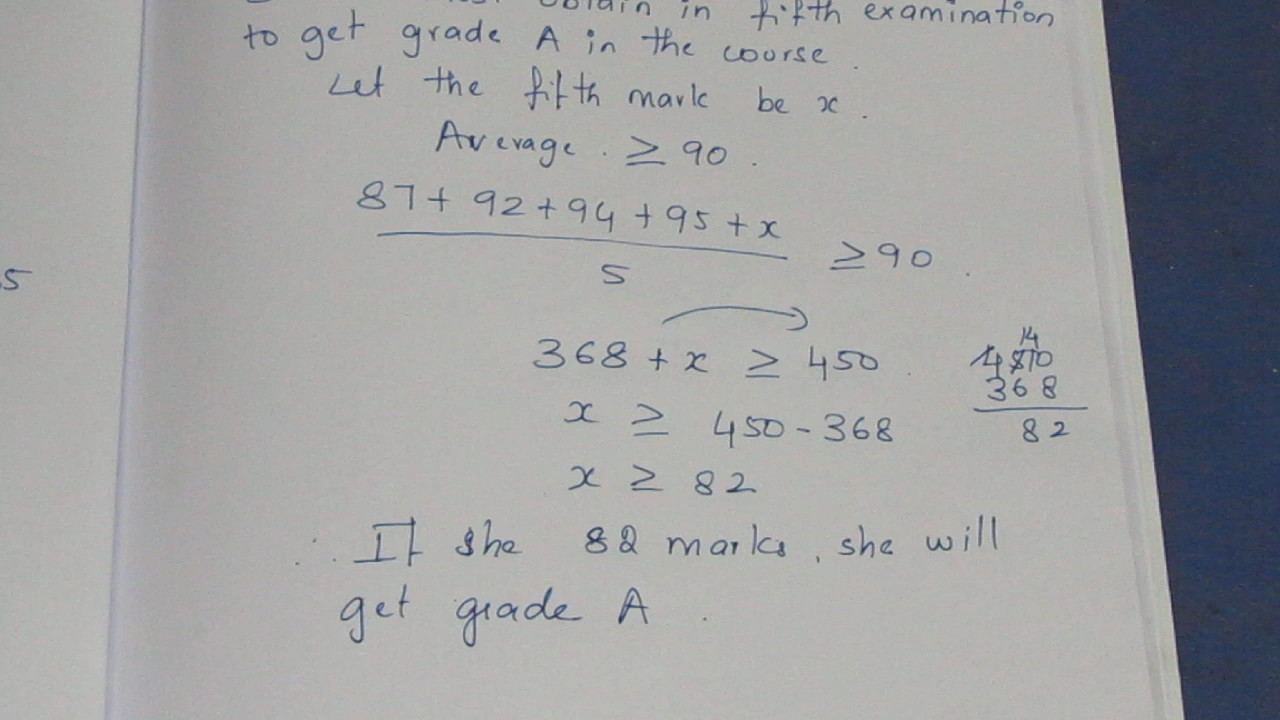 obtain in fifth examination
to get grade A in the course.
Let the fifth mark be x.
Average. ≥ 90.
87+ 92+94+95+x
5
≥90.
5
368 + x ≥ 450.
x ≥ 450-368
x ≥ 82
14
4510
368
82
∴ If she 82 marks, she will
get grade A.